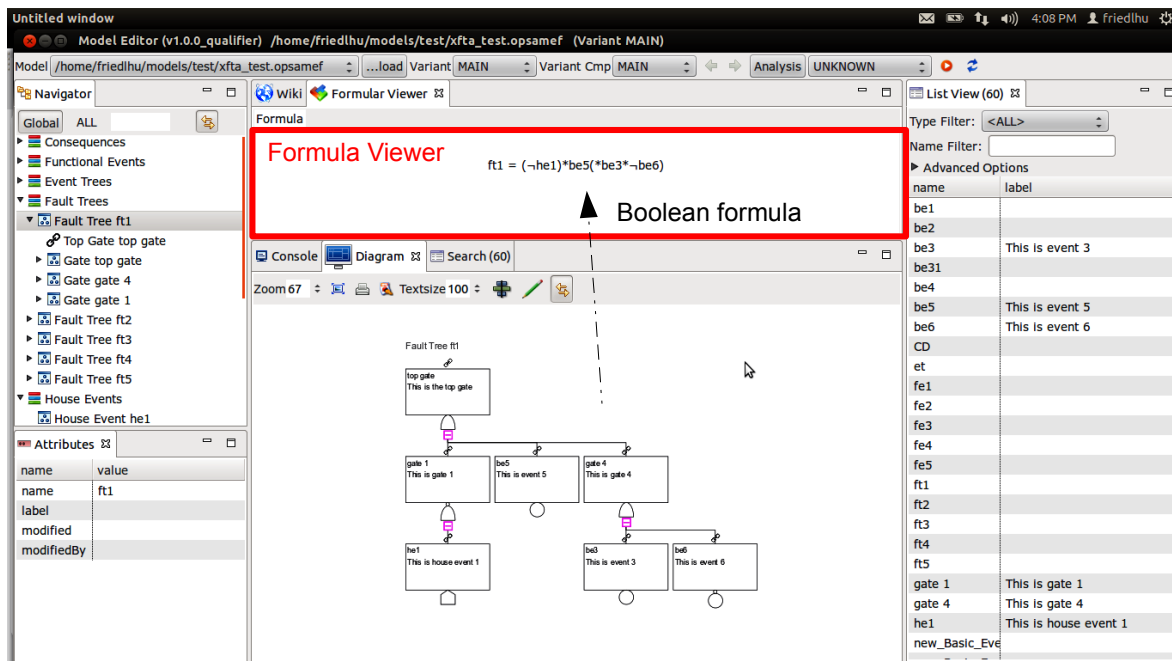 Untitled window
4:08 PM friedlhu
Model Editor (v1.0.0_qualifier) /home/friedlhu/models/test/xfta_test.opsamef (Variant MAIN)
Model /home/friedlhu/models/test/xfta_test.opsamef ...load Variant MAIN Variant Cmp MAIN Analysis UNKNOWN
Navigator
Global ALL
Consequences
Functional Events
Event Trees
Fault Trees
Fault Tree ft1
Top Gate top gate
Gate top gate
Gate gate 4
Gate gate 1
Fault Tree ft2
Fault Tree ft3
Fault Tree ft4
Fault Tree ft5
House Events
House Event he1
Attributes
name value
name ft1
label
modified
modifiedBy
Wiki Formular Viewer
Formula
Formula Viewer
ft1 = (¬he1)*be5(*be3*¬be6)
Boolean formula
Console Diagram Search (60)
Zoom 67 Textsize 100
Fault Tree ft1
top gate
This is the top gate
gate 1
This is gate 1
be5
This is event 5
gate 4
This is gate 4
he1
This is house event 1
be3
This is event 3
be6
This is event 6
List View (60)
Type Filter: <ALL>
Name Filter:
Advanced Options
name label
be1
be2
be3 This is event 3
be31
be4
be5 This is event 5
be6 This is event 6
CD
et
fe1
fe2
fe3
fe4
fe5
ft1
ft2
ft3
ft4
ft5
gate 1 This is gate 1
gate 4 This is gate 4
he1 This is house event 1
new_Basic_Eve